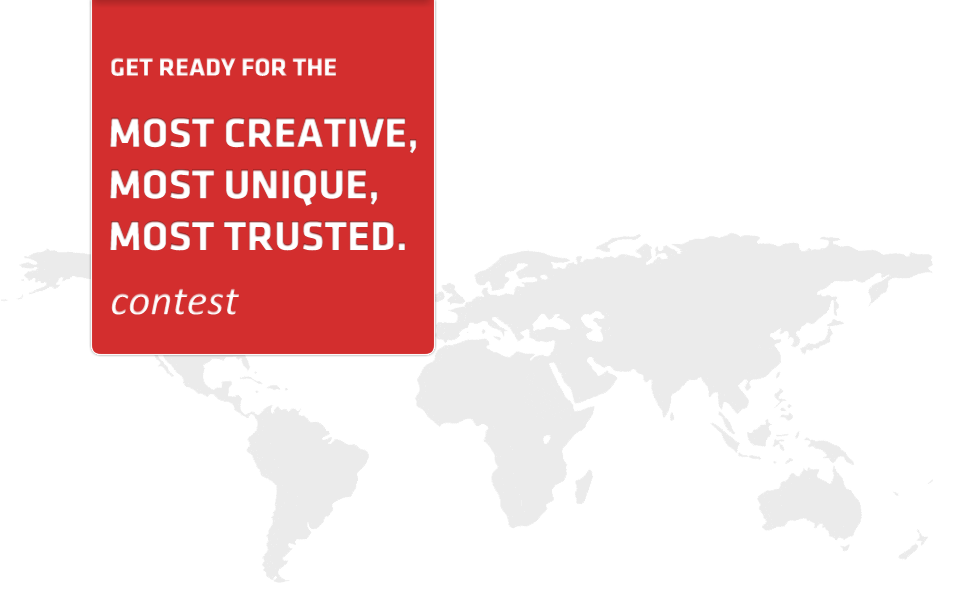 GET READY FOR THE
MOST CREATIVE,
MOST UNIQUE,
MOST TRUSTED.
contest